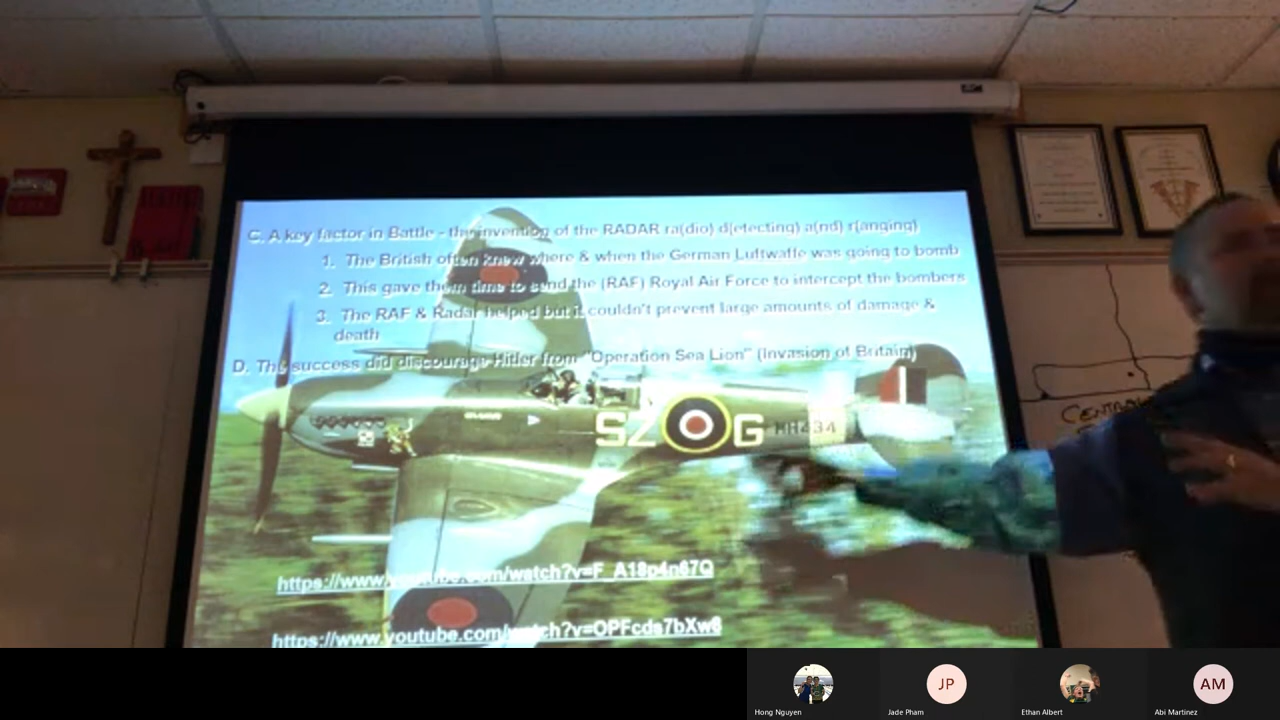 C. A key factor in Battle - the invention of the RADAR ra(dio) d(etecting) a(nd) r(anging)
1. The British often knew where & when the German Luftwaffe was going to bomb
2. This gave them time to send the (RAF) Royal Air Force to intercept the bombers
3. The RAF & Radar helped but it couldn't prevent large amounts of damage &
death
D. The success did discourage Hitler from "Operation Sea Lion" (Invasion of Britain)
SZ G MH434
https://www.youtube.com/watch?v=F_A18p4n67Q
https://www.youtube.com/watch?v=OPFcds7bXw8
CENTRAL
Hong Nguyen
JP
Jade Pham
Ethan Albert
AM
Abi Martinez